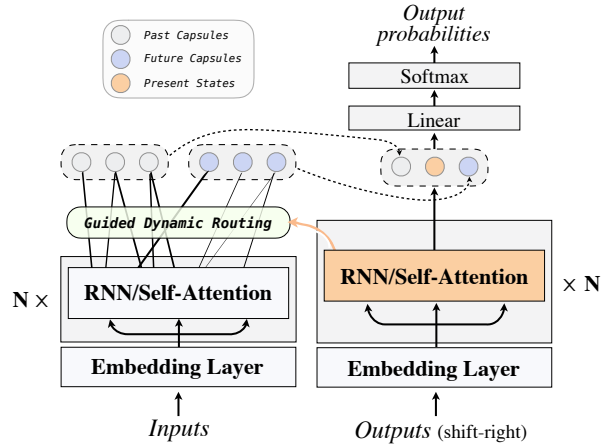 Output
probabilities
Softmax
Linear
Past Capsules
Future Capsules
Present States
Guided Dynamic Routing
N ×
RNN/Self-Attention
Embedding Layer
Inputs
RNN/Self-Attention
× N
Embedding Layer
Outputs (shift-right)